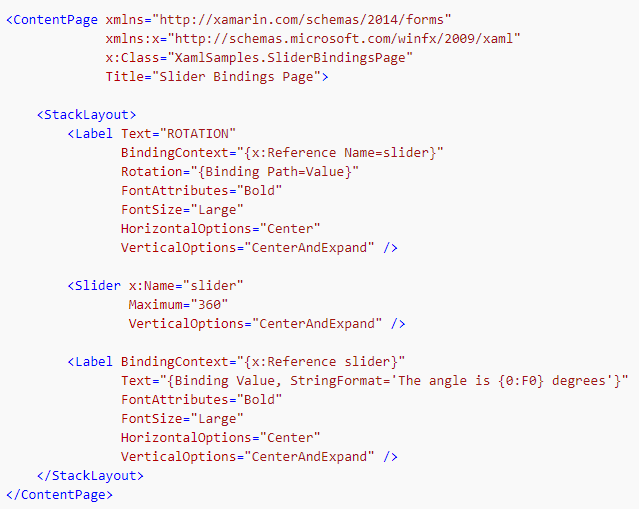 <ContentPage xmlns="http://xamarin.com/schemas/2014/forms"
             xmlns:x="http://schemas.microsoft.com/winfx/2009/xaml"
             x:Class="XamlSamples.SliderBindingsPage"
             Title="Slider Bindings Page">

    <StackLayout>
        <Label Text="ROTATION"
               BindingContext="{x:Reference Name=slider}"
               Rotation="{Binding Path=Value}"
               FontAttributes="Bold"
               FontSize="Large"
               HorizontalOptions="Center"
               VerticalOptions="CenterAndExpand" />

        <Slider x:Name="slider"
                Maximum="360"
                VerticalOptions="CenterAndExpand" />

        <Label BindingContext="{x:Reference slider}"
               Text="{Binding Value, StringFormat='The angle is {0:F0} degrees'}"
               FontAttributes="Bold"
               FontSize="Large"
               HorizontalOptions="Center"
               VerticalOptions="CenterAndExpand" />
    </StackLayout>
</ContentPage>